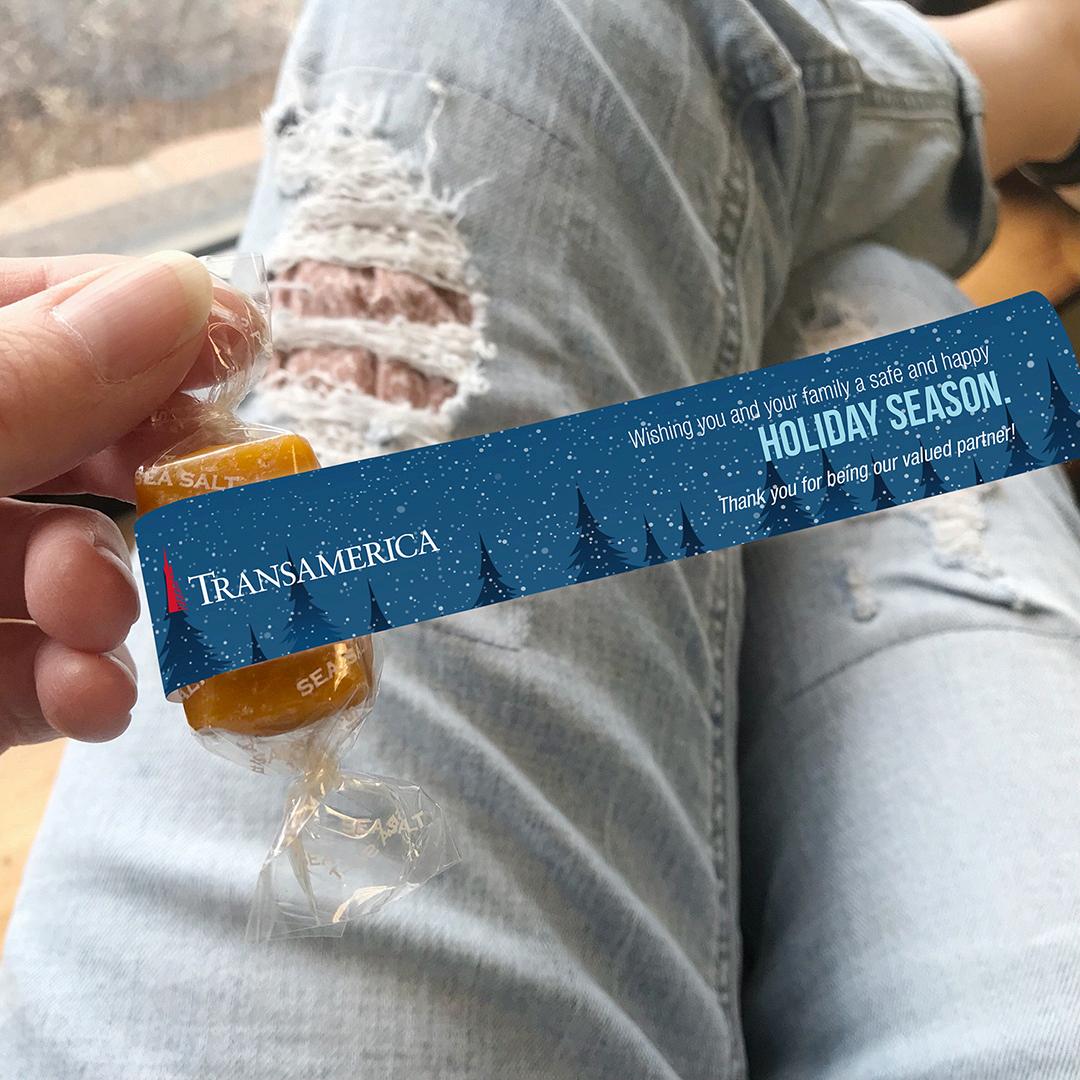 SEA SALT
Wishing you and your family a safe and happy
HOLIDAY SEASON.
Thank you for being our valued partner!
TRANSAMERICA
SEA
SEA SALT